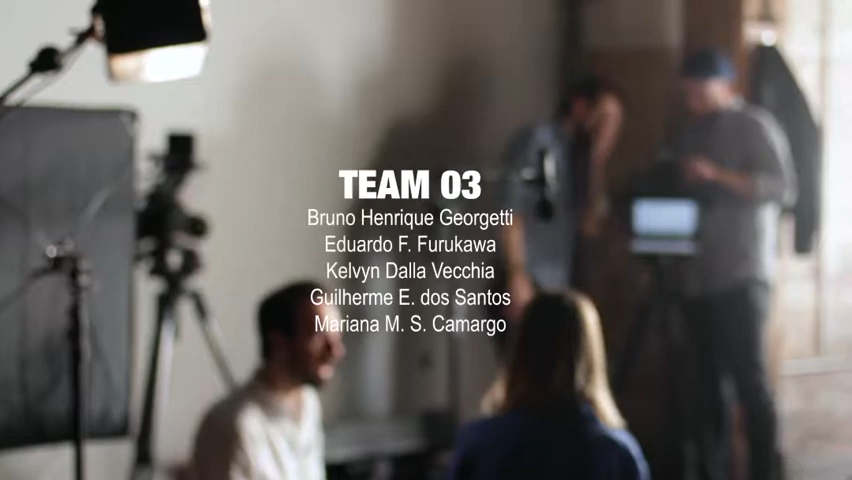 TEAM 03
Bruno Henrique Georgetti
Eduardo F. Furukawa
Kelvyn Dalla Vecchia
Guilherme E. dos Santos
Mariana M. S. Camargo